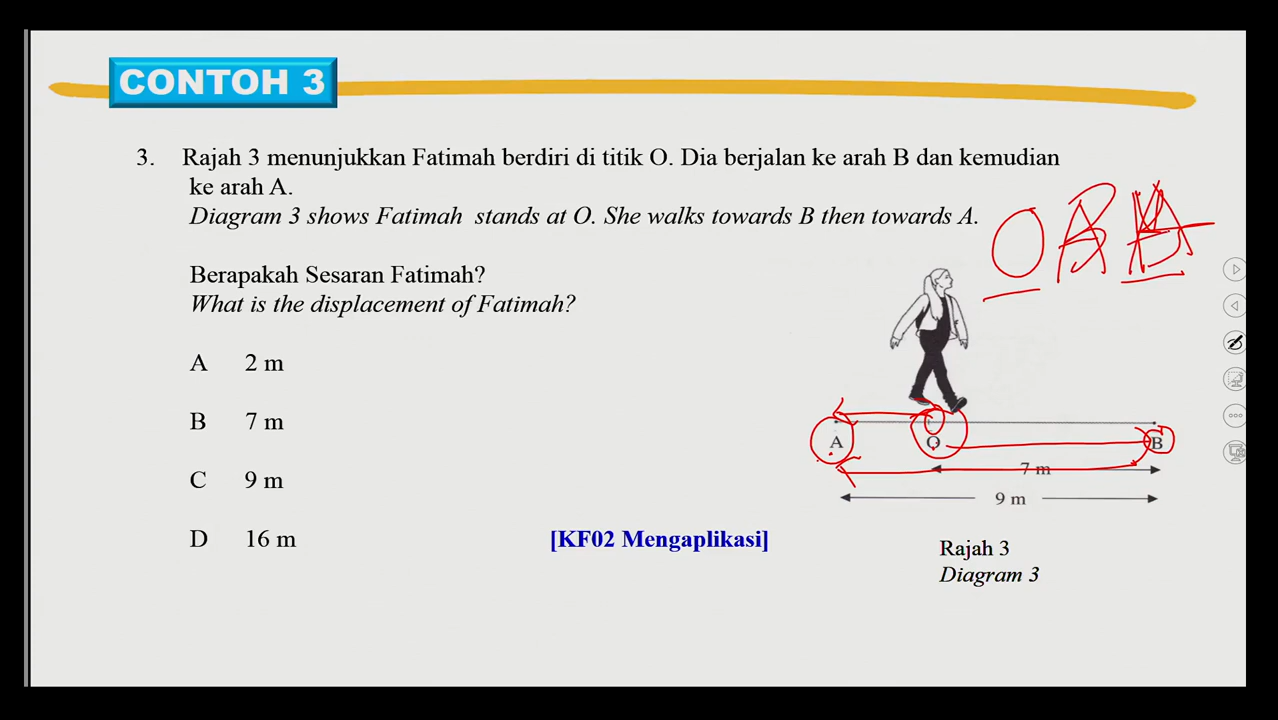 CONTOH 3
3. Rajah 3 menunjukkan Fatimah berdiri di titik O. Dia berjalan ke arah B dan kemudian
ke arah A.
Diagram 3 shows Fatimah stands at O. She walks towards B then towards A.
O
Berapakah Sesaran Fatimah?
What is the displacement of Fatimah?
A 2 m
B 7 m
C 9 m
D 16 m
[KF02 Mengaplikasi]
A O B
7 m
9 m
Rajah 3
Diagram 3